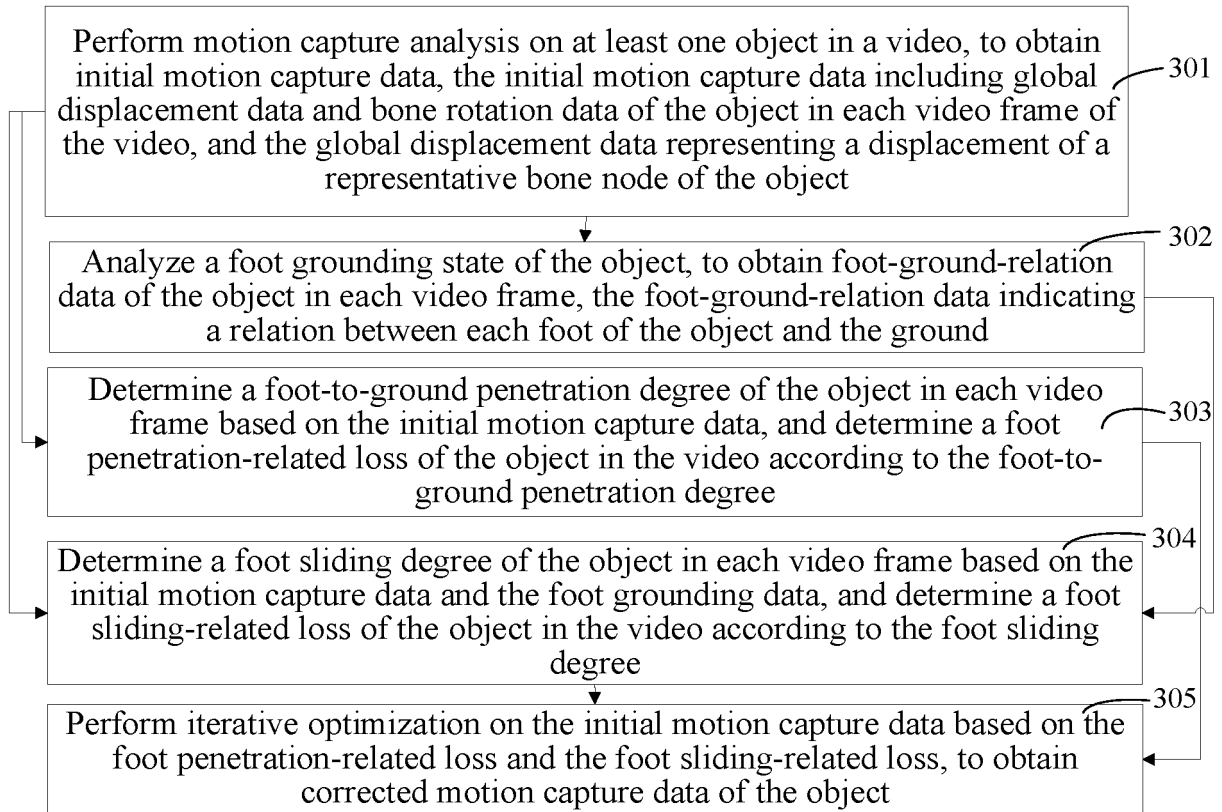 Perform motion capture analysis on at least one object in a video, to obtain
initial motion capture data, the initial motion capture data including global
displacement data and bone rotation data of the object in each video frame of
the video, and the global displacement data representing a displacement of a
representative bone node of the object
301
302
Analyze a foot grounding state of the object, to obtain foot-ground-relation
data of the object in each video frame, the foot-ground-relation data indicating
a relation between each foot of the object and the ground
Determine a foot-to-ground penetration degree of the object in each video
frame based on the initial motion capture data, and determine a foot
penetration-related loss of the object in the video according to the foot-to-
ground penetration degree
303
304
Determine a foot sliding degree of the object in each video frame based on the
initial motion capture data and the foot grounding data, and determine a foot
sliding-related loss of the object in the video according to the foot sliding
degree
305
Perform iterative optimization on the initial motion capture data based on the
foot penetration-related loss and the foot sliding-related loss, to obtain
corrected motion capture data of the object